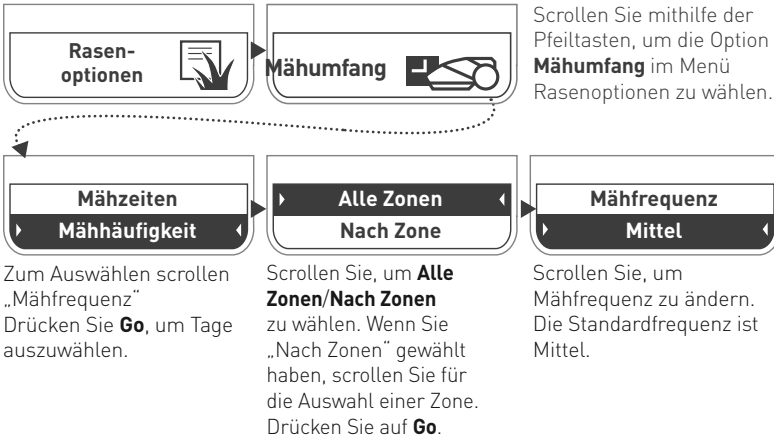 Rasen-
optionen
Mähumfang
Scrollen Sie mithilfe der
Pfeiltasten, um die Option
Mähumfang im Menü
Rasenoptionen zu wählen.
Mähzeiten
Mähhäufigkeit
Alle Zonen
Nach Zone
Mähfrequenz
Mittel
Zum Auswählen scrollen
„Mähfrequenz“
Drücken Sie Go, um Tage
auszuwählen.
Scrollen Sie, um Alle
Zonen/Nach Zonen
zu wählen. Wenn Sie
„Nach Zonen“ gewählt
haben, scrollen Sie für
die Auswahl einer Zone.
Drücken Sie auf Go.
Scrollen Sie, um
Mähfrequenz zu ändern.
Die Standardfrequenz ist
Mittel.